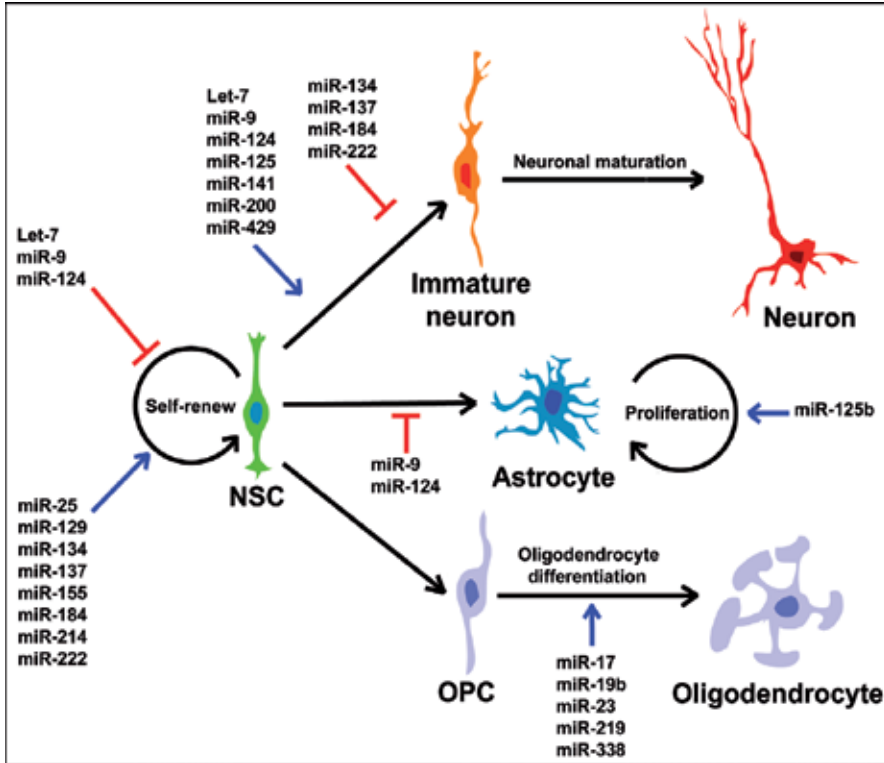 Let-7
miR-9
miR-124
miR-125
miR-141
miR-200
miR-429
miR-134
miR-137
miR-184
miR-222
Neuronal maturation
Let-7
miR-9
miR-124
Immature
neuron
Neuron
Self-renew
NSC
miR-9
miR-124
Astrocyte
Proliferation
miR-125b
miR-25
miR-129
miR-134
miR-137
miR-155
miR-184
miR-214
miR-222
OPC
Oligodendrocyte
differentiation
miR-17
miR-19b
miR-23
miR-219
miR-338
Oligodendrocyte